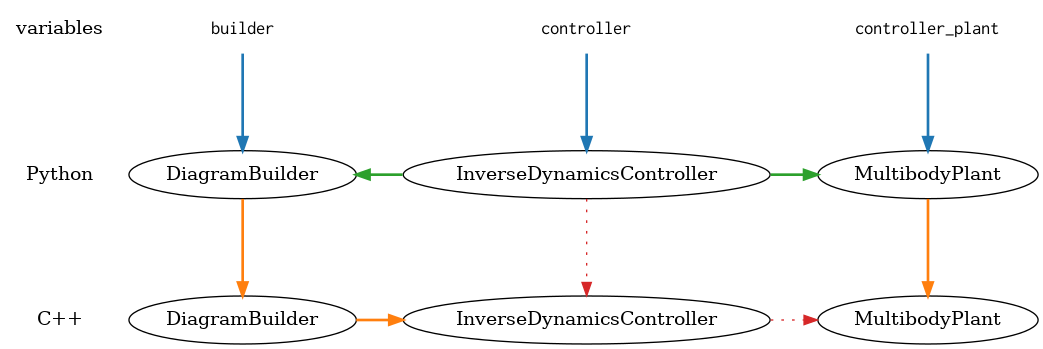 variables builder controller controller_plant
Python DiagramBuilder InverseDynamicsController MultibodyPlant
C++ DiagramBuilder InverseDynamicsController MultibodyPlant